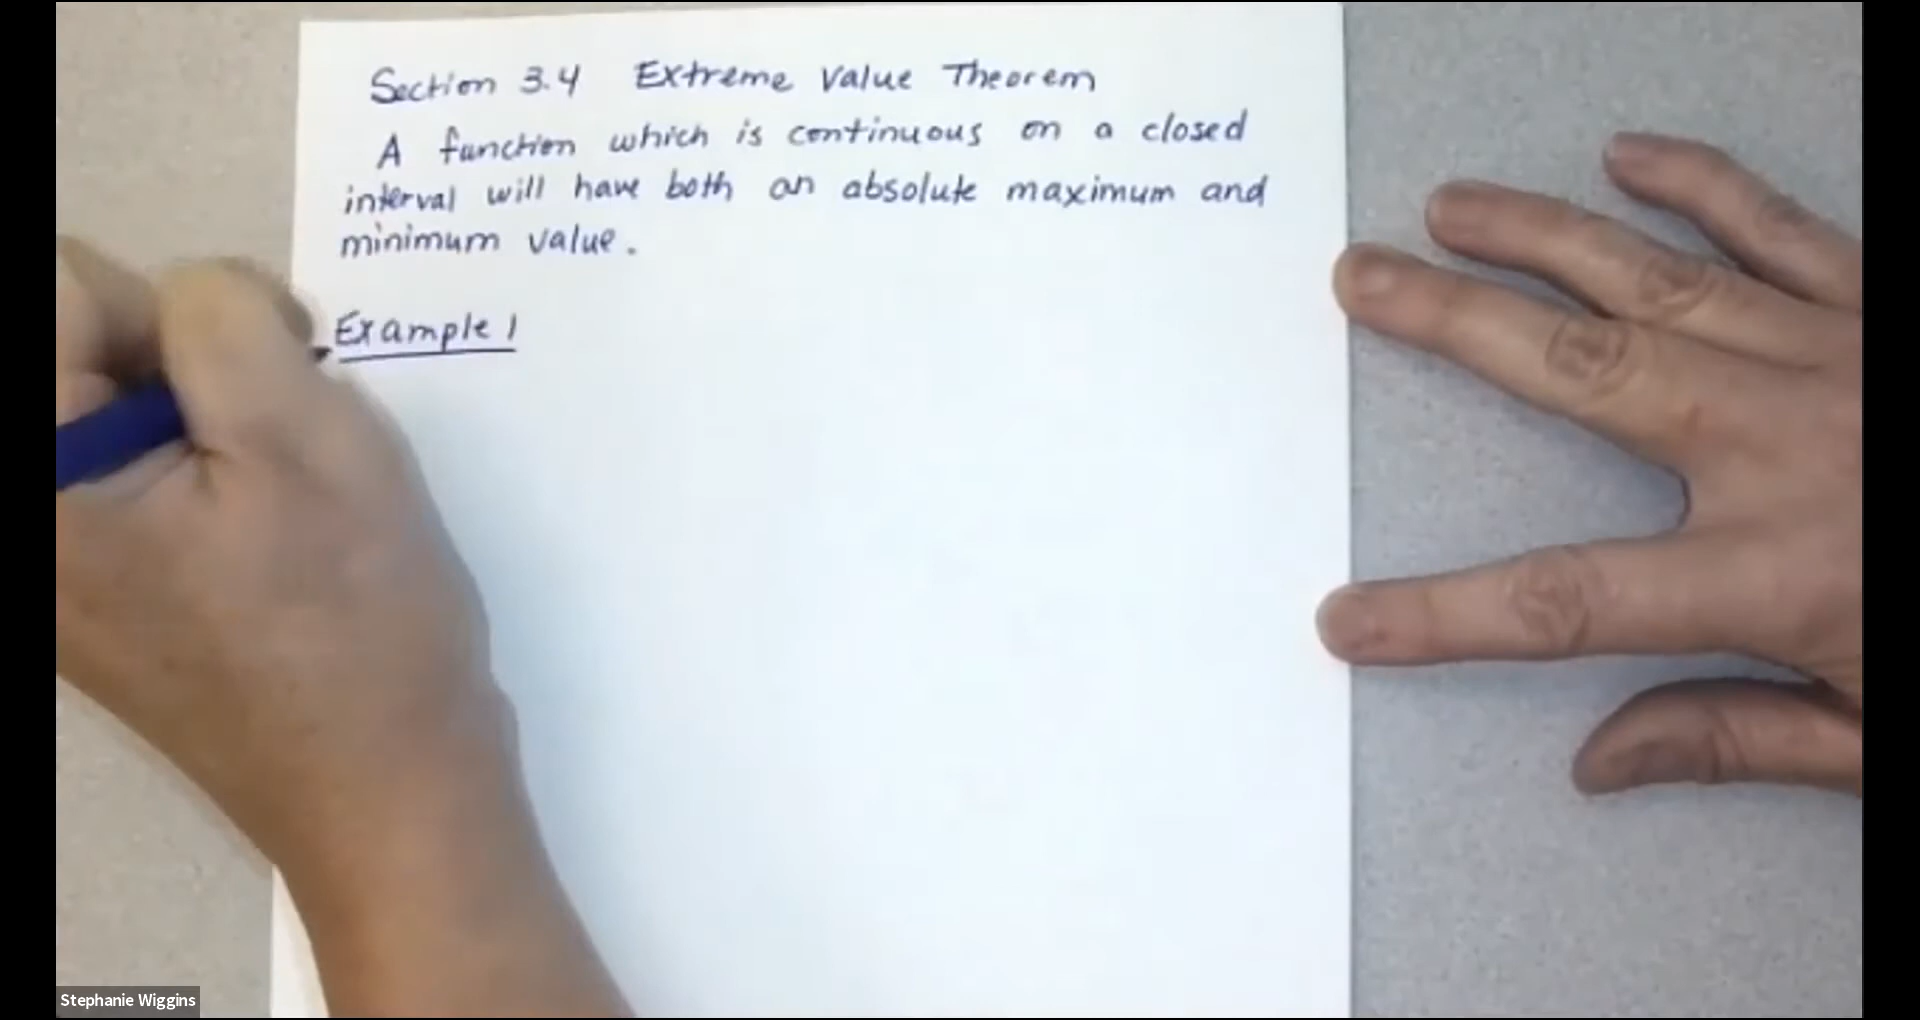 Section 3.4 Extreme Value Theorem
A function which is continuous on a closed
interval will have both an absolute maximum and
minimum value.
Example 1
Stephanie Wiggins